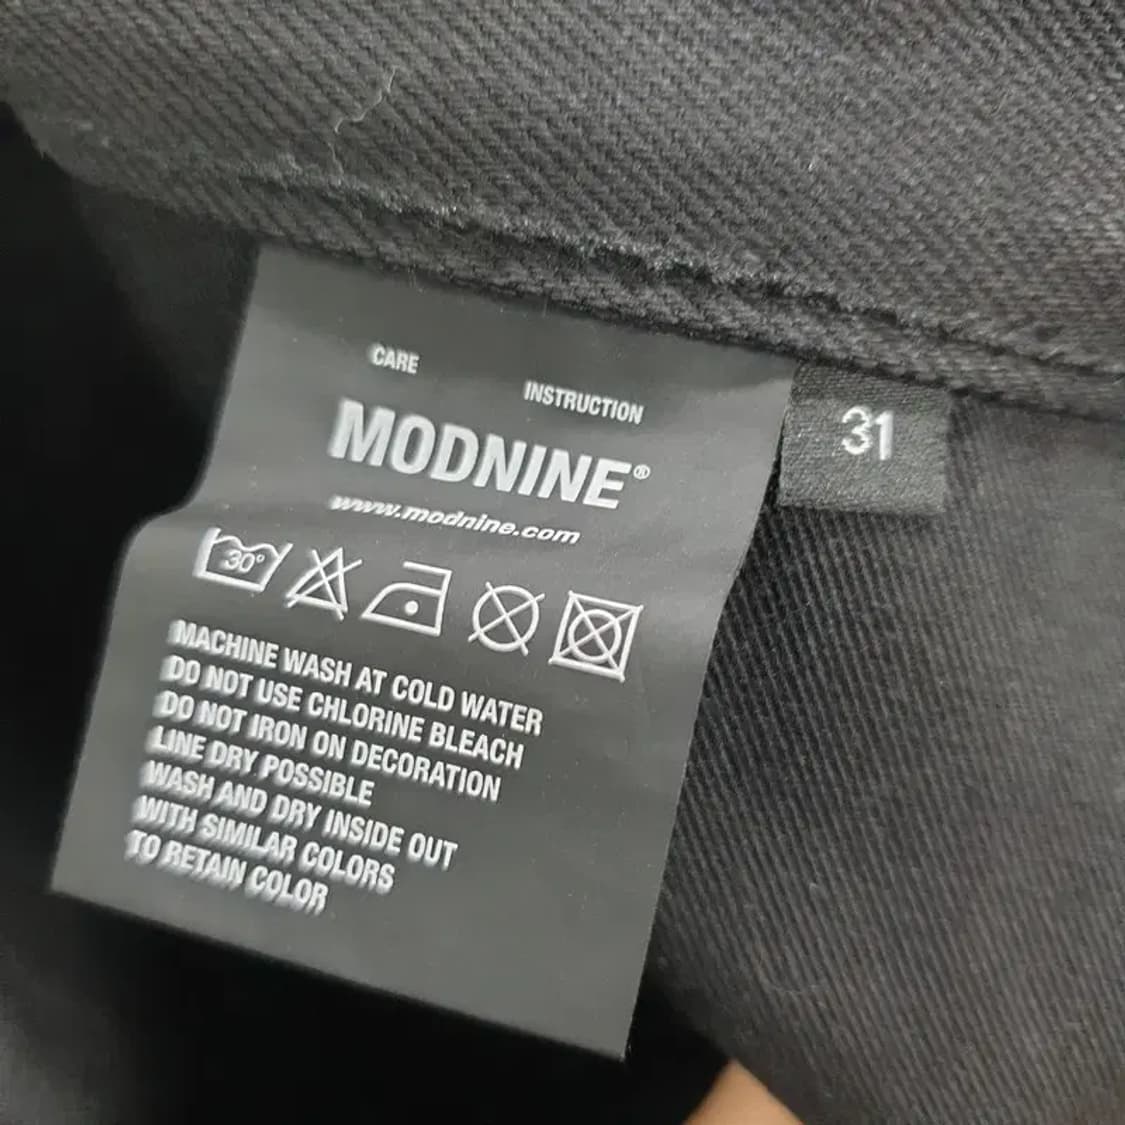 CARE
INSTRUCTION
MODNINE®
www.modnine.com
31
30°
MACHINE WASH AT COLD WATER
DO NOT USE CHLORINE BLEACH
DO NOT IRON ON DECORATION
LINE DRY POSSIBLE
WASH AND DRY INSIDE OUT
WITH SIMILAR COLORS
TO RETAIN COLOR